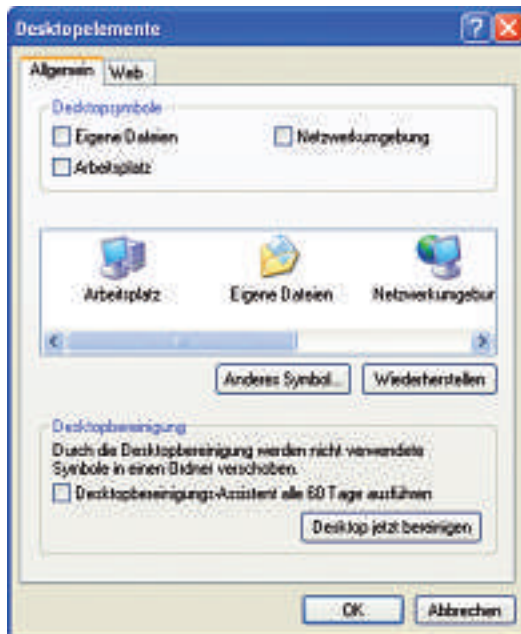 Desktopelemente
Allgemein Web
Desktopsymbole
Eigene Dateien Netzwerkumgebung
Arbeitsplatz
Arbeitsplatz Eigene Dateien Netzwerkumgebur
Anderes Symbol... Wiederherstellen
Desktopbereinigung
Durch die Desktopbereinigung werden nicht verwendete
Symbole in einen Ordner verschoben.
Desktopbereinigungs-Assistent alle 60 Tage ausführen
Desktop jetzt bereinigen
OK Abbrechen